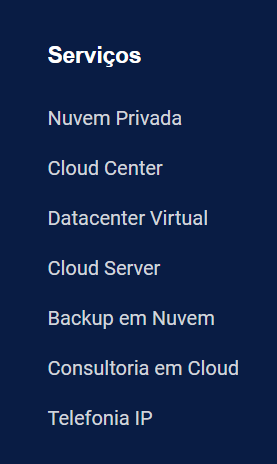 Serviços
Nuvem Privada
Cloud Center
Datacenter Virtual
Cloud Server
Backup em Nuvem
Consultoria em Cloud
Telefonia IP